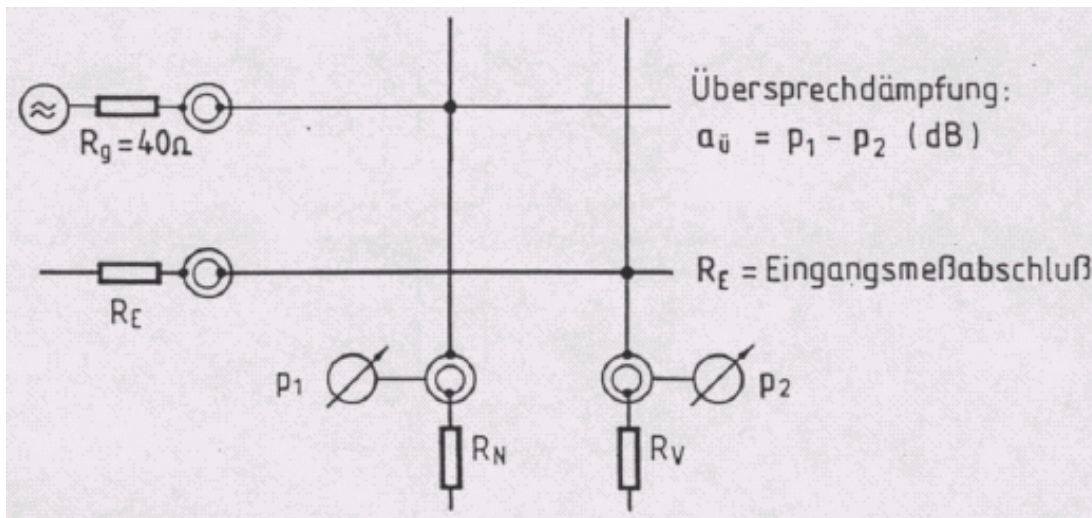 Übersprechdämpfung:
aü = p1 – p2 (dB)
Rg = 40Ω
RE = Eingangsmeßabschluß
RE
p1
p2
RN
RV